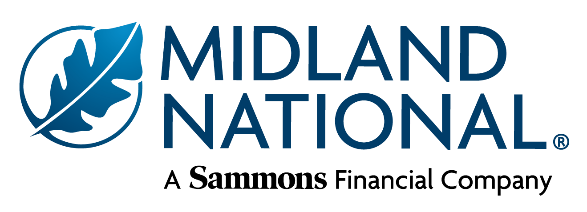 MIDLAND
NATIONAL®
A Sammons Financial Company